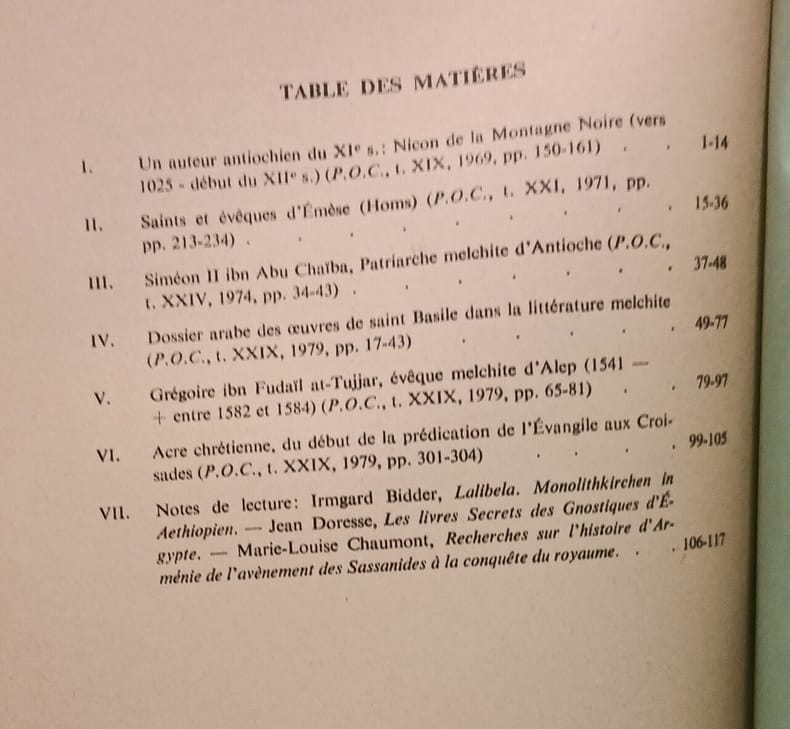 TABLE DES MATIÈRES
I. Un auteur antiochien du XIe s.: Nicon de la Montagne Noire (vers
1025 - début du XIIe s.) (P.O.C., t. XIX, 1969, pp. 150-161) . . 1-14
II. Saints et évêques d'Émèse (Homs) (P.O.C., t. XXI, 1971, pp.
pp. 213-234) . . . . . . . . 15-36
III. Siméon II ibn Abu Chaïba, Patriarche melchite d'Antioche (P.O.C.,
t. XXIV, 1974, pp. 34-43) . . . . . . . 37-48
IV. Dossier arabe des œuvres de saint Basile dans la littérature melchite
(P.O.C., t. XXIX, 1979, pp. 17-43) . . . . . 49-77
V. Grégoire ibn Fudaïl at-Tujjar, évêque melchite d'Alep (1541 —
+ entre 1582 et 1584) (P.O.C., t. XXIX, 1979, pp. 65-81) . . 79-97
VI. Acre chrétienne, du début de la prédication de l'Évangile aux Croi-
sades (P.O.C., t. XXIX, 1979, pp. 301-304) . . . . 99-105
VII. Notes de lecture: Irmgard Bidder, Lalibela. Monolithkirchen in
Aethiopien. — Jean Doresse, Les livres Secrets des Gnostiques d'É-
gypte. — Marie-Louise Chaumont, Recherches sur l'histoire d'Ar-
ménie de l'avènement des Sassanides à la conquête du royaume. . . 106-117